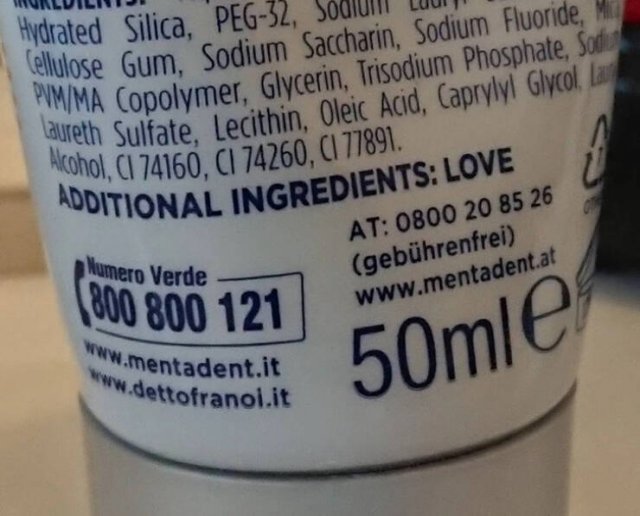 INGREDIENTS:
Hydrated Silica, PEG-32, Sodium
Cellulose Gum, Sodium Saccharin, Sodium Fluoride,
PVM/MA Copolymer, Glycerin, Trisodium Phosphate,
Laureth Sulfate, Lecithin, Oleic Acid, Caprylyl Glycol,
Alcohol, CI 74160, CI 74260, CI 77891.
ADDITIONAL INGREDIENTS: LOVE
AT: 0800 20 85 26
(gebührenfrei)
www.mentadent.at
50ml e
Numero Verde
800 800 121
www.mentadent.it
www.dettofranoi.it